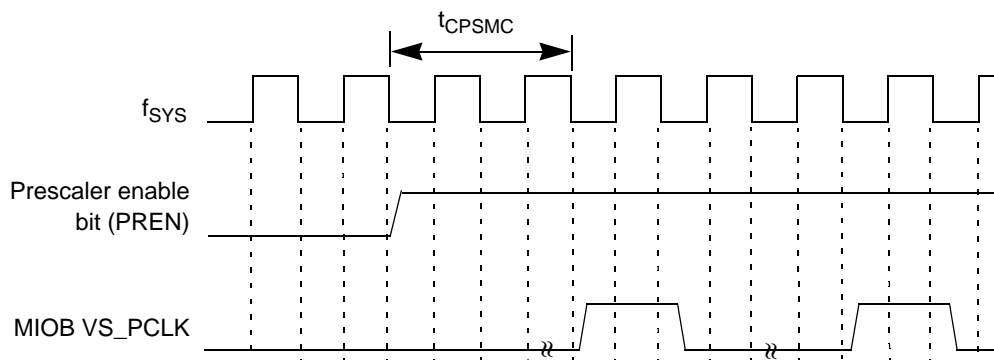 tCPSMC
fSYS
Prescaler enable
bit (PREN)
MIOB VS_PCLK